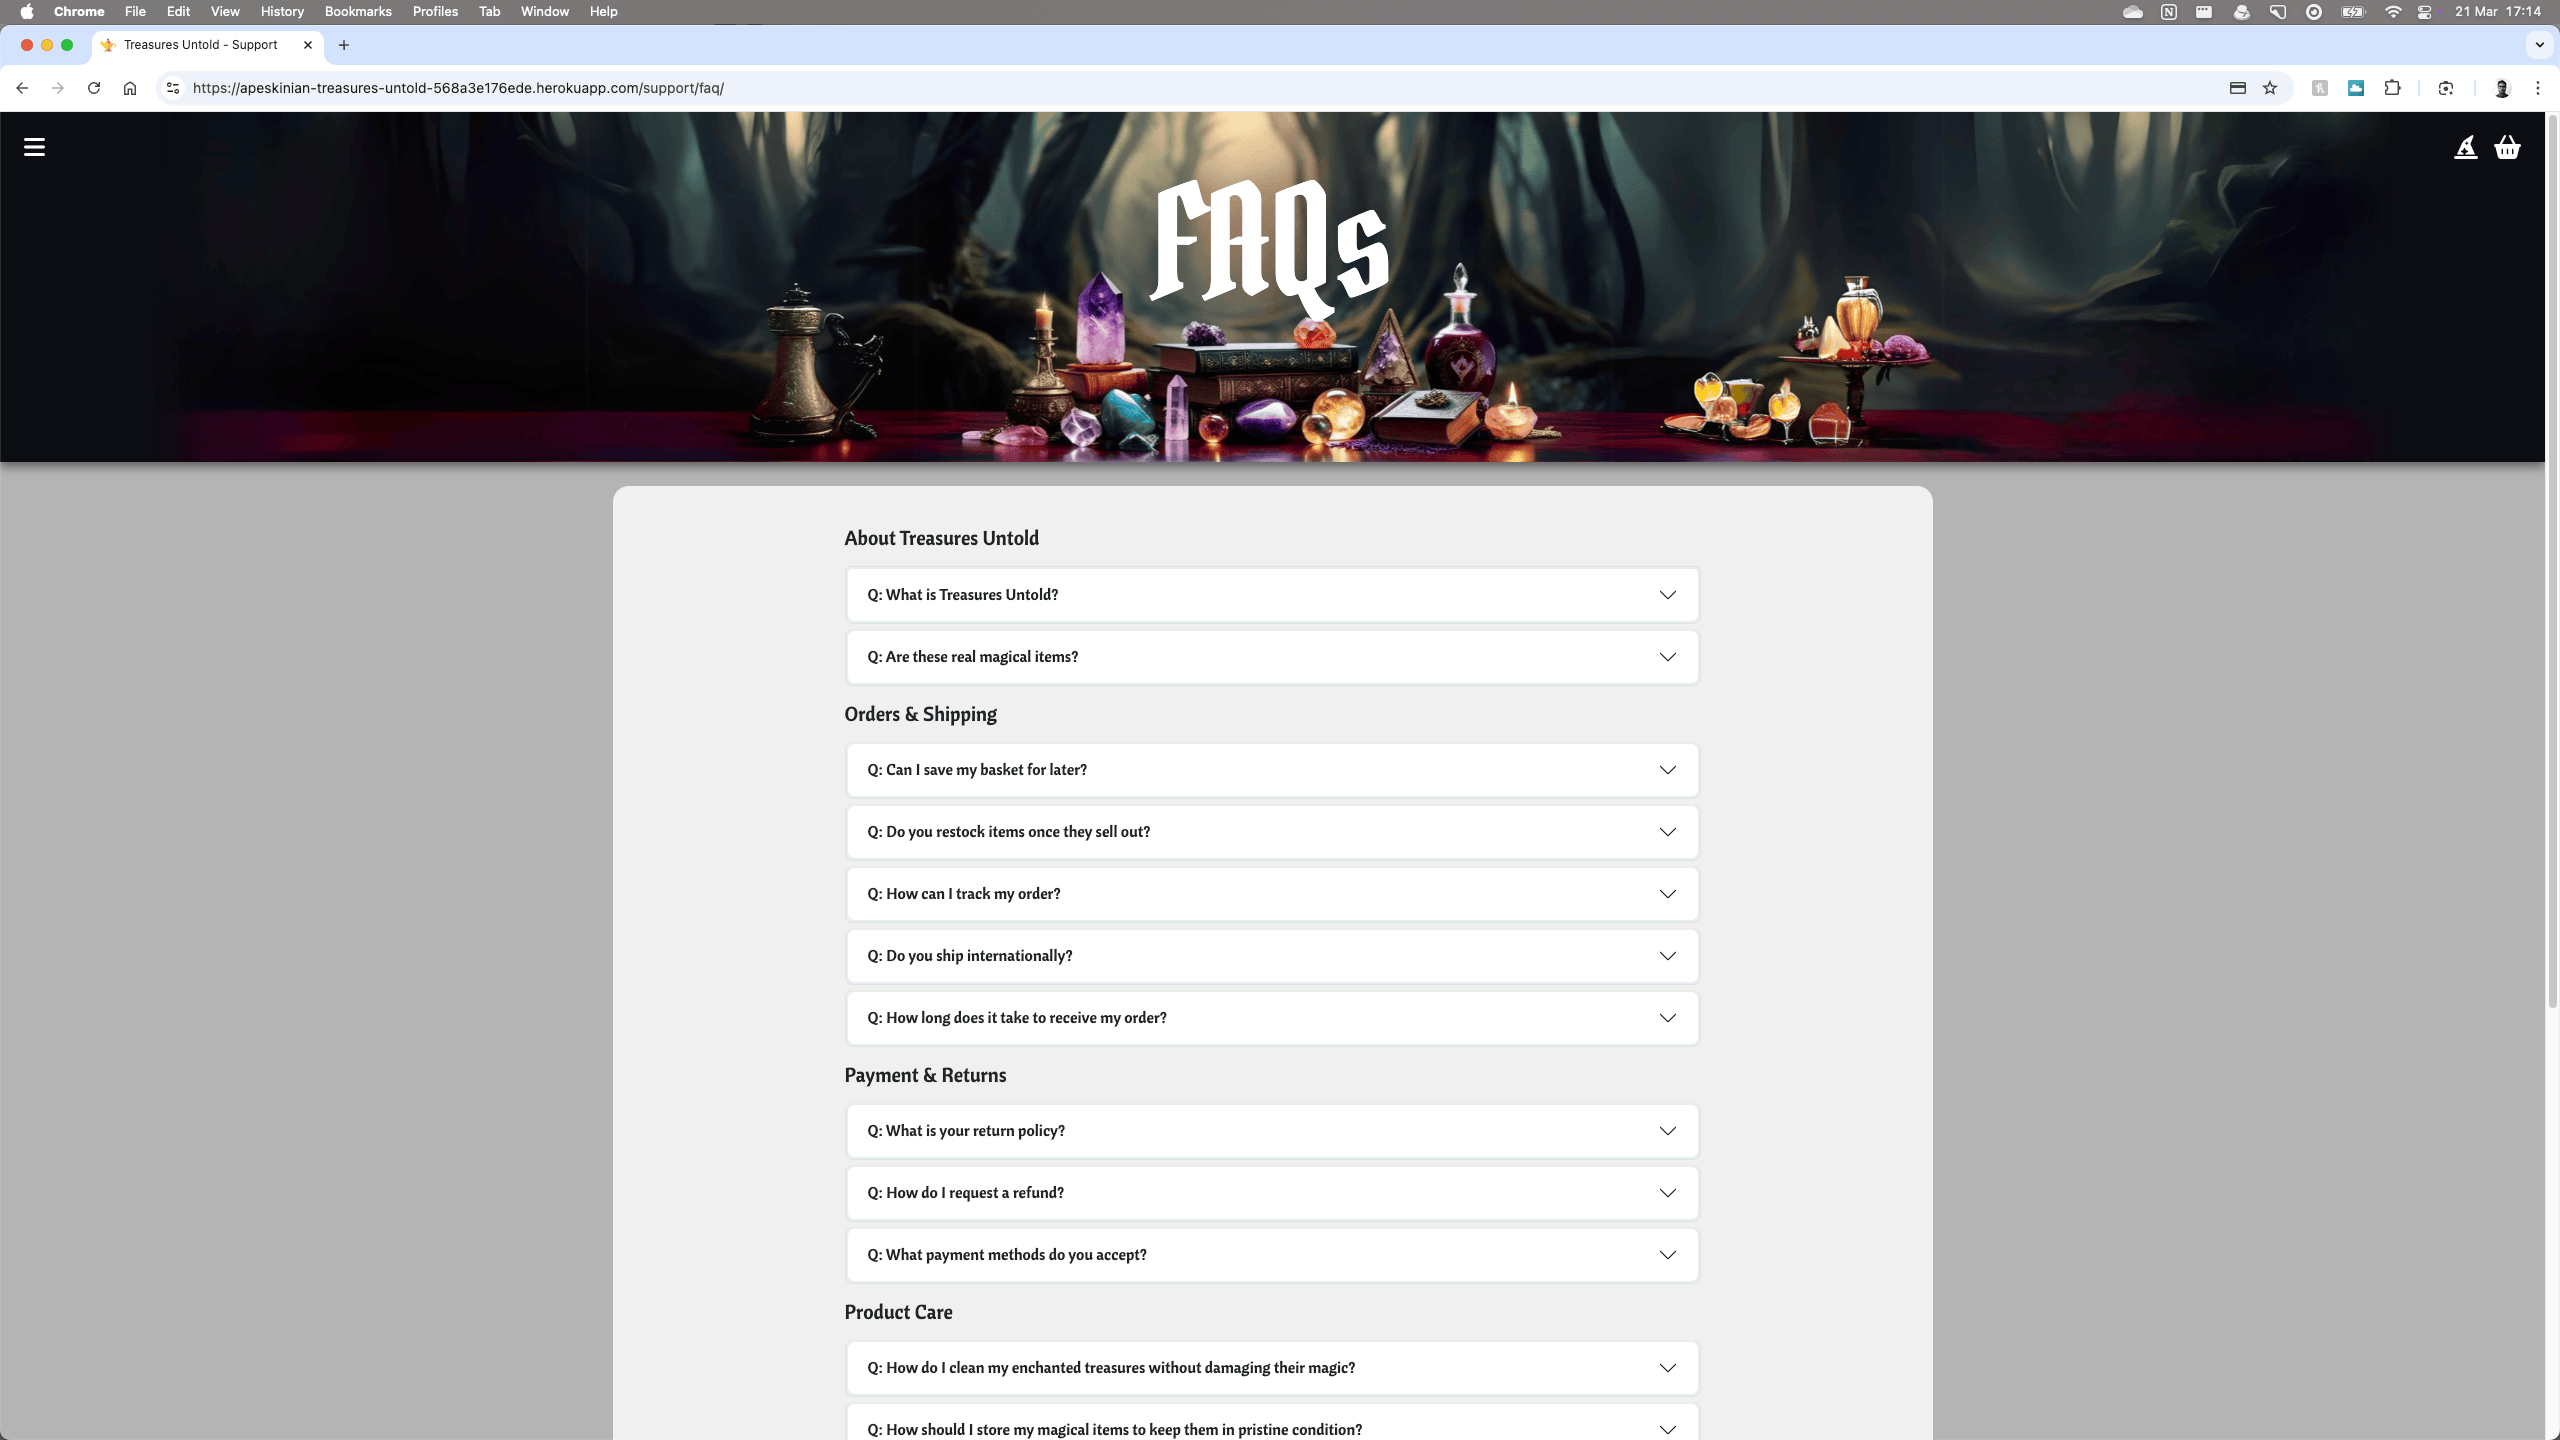 Chrome File Edit View History Bookmarks Profiles Tab Window Help 21 Mar 17:14
Treasures Untold - Support
https://apeskinian-treasures-untold-568a3e176ede.herokuapp.com/support/faq/
FAQs
About Treasures Untold
Q: What is Treasures Untold?
Q: Are these real magical items?
Orders & Shipping
Q: Can I save my basket for later?
Q: Do you restock items once they sell out?
Q: How can I track my order?
Q: Do you ship internationally?
Q: How long does it take to receive my order?
Payment & Returns
Q: What is your return policy?
Q: How do I request a refund?
Q: What payment methods do you accept?
Product Care
Q: How do I clean my enchanted treasures without damaging their magic?
Q: How should I store my magical items to keep them in pristine condition?